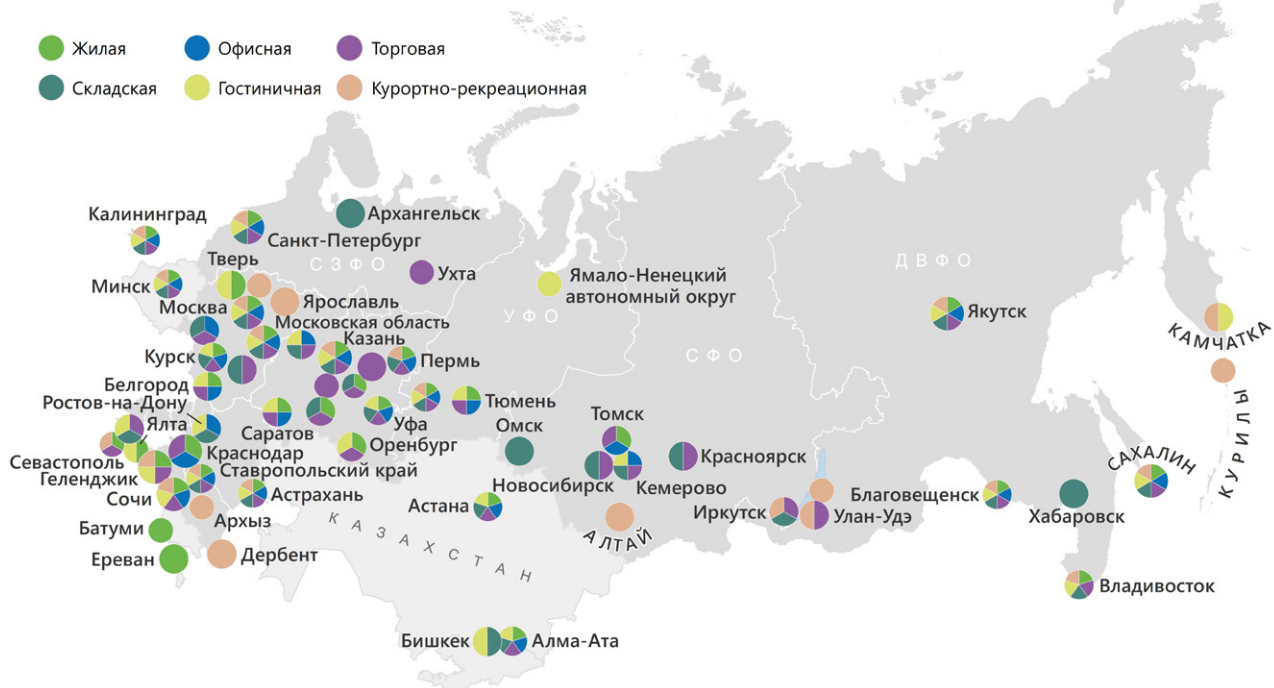 Жилая
Офисная
Торговая
Складская
Гостиничная
Курортно-рекреационная
Калининград
Архангельск
Санкт-Петербург
СЗФО
Тверь
Ухта
Ямало-Ненецкий
автономный округ
ДВФО
Минск
Ярославль
УФО
Москва
Московская область
Якутск
КАМЧАТКА
Казань
СФО
Курск
Пермь
КУРИЛЫ
Белгород
Ростов-на-Дону
Тюмень
Ялта
Саратов
Уфа
Омск
Томск
Оренбург
Краснодар
Красноярск
САХАЛИН
Севастополь
Ставропольский край
Геленджик
Новосибирск
Кемерово
Сочи
Астрахань
Астана
Благовещенск
Архыз
Иркутск
Улан-Удэ
Хабаровск
КАЗАХСТАН
АЛТАЙ
Батуми
Ереван
Дербент
Владивосток
Бишкек
Алма-Ата